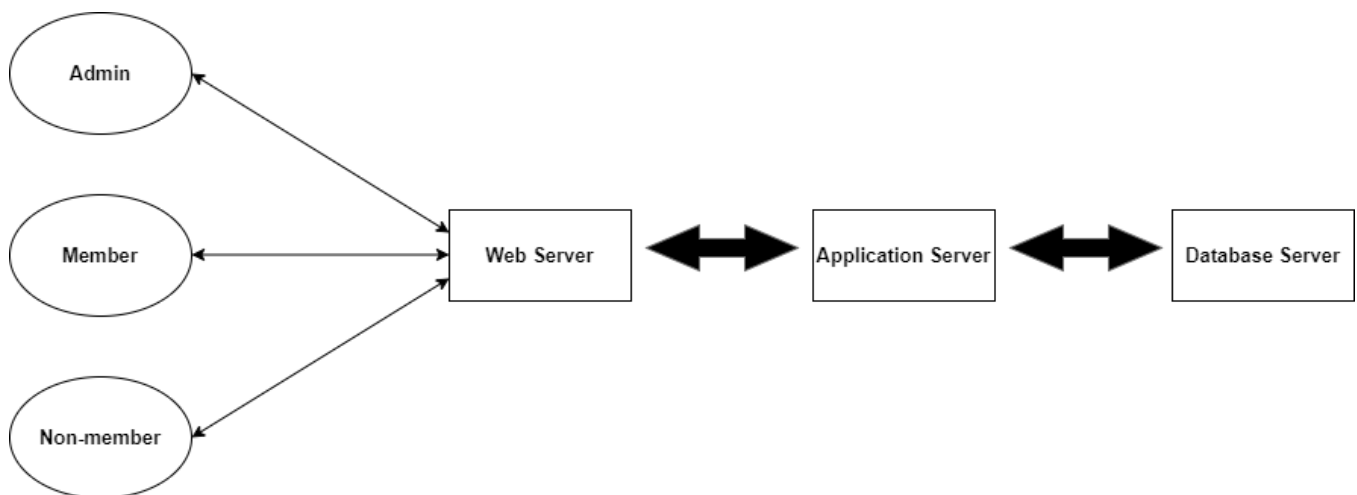 Admin
Member
Non-member
Web Server
Application Server
Database Server